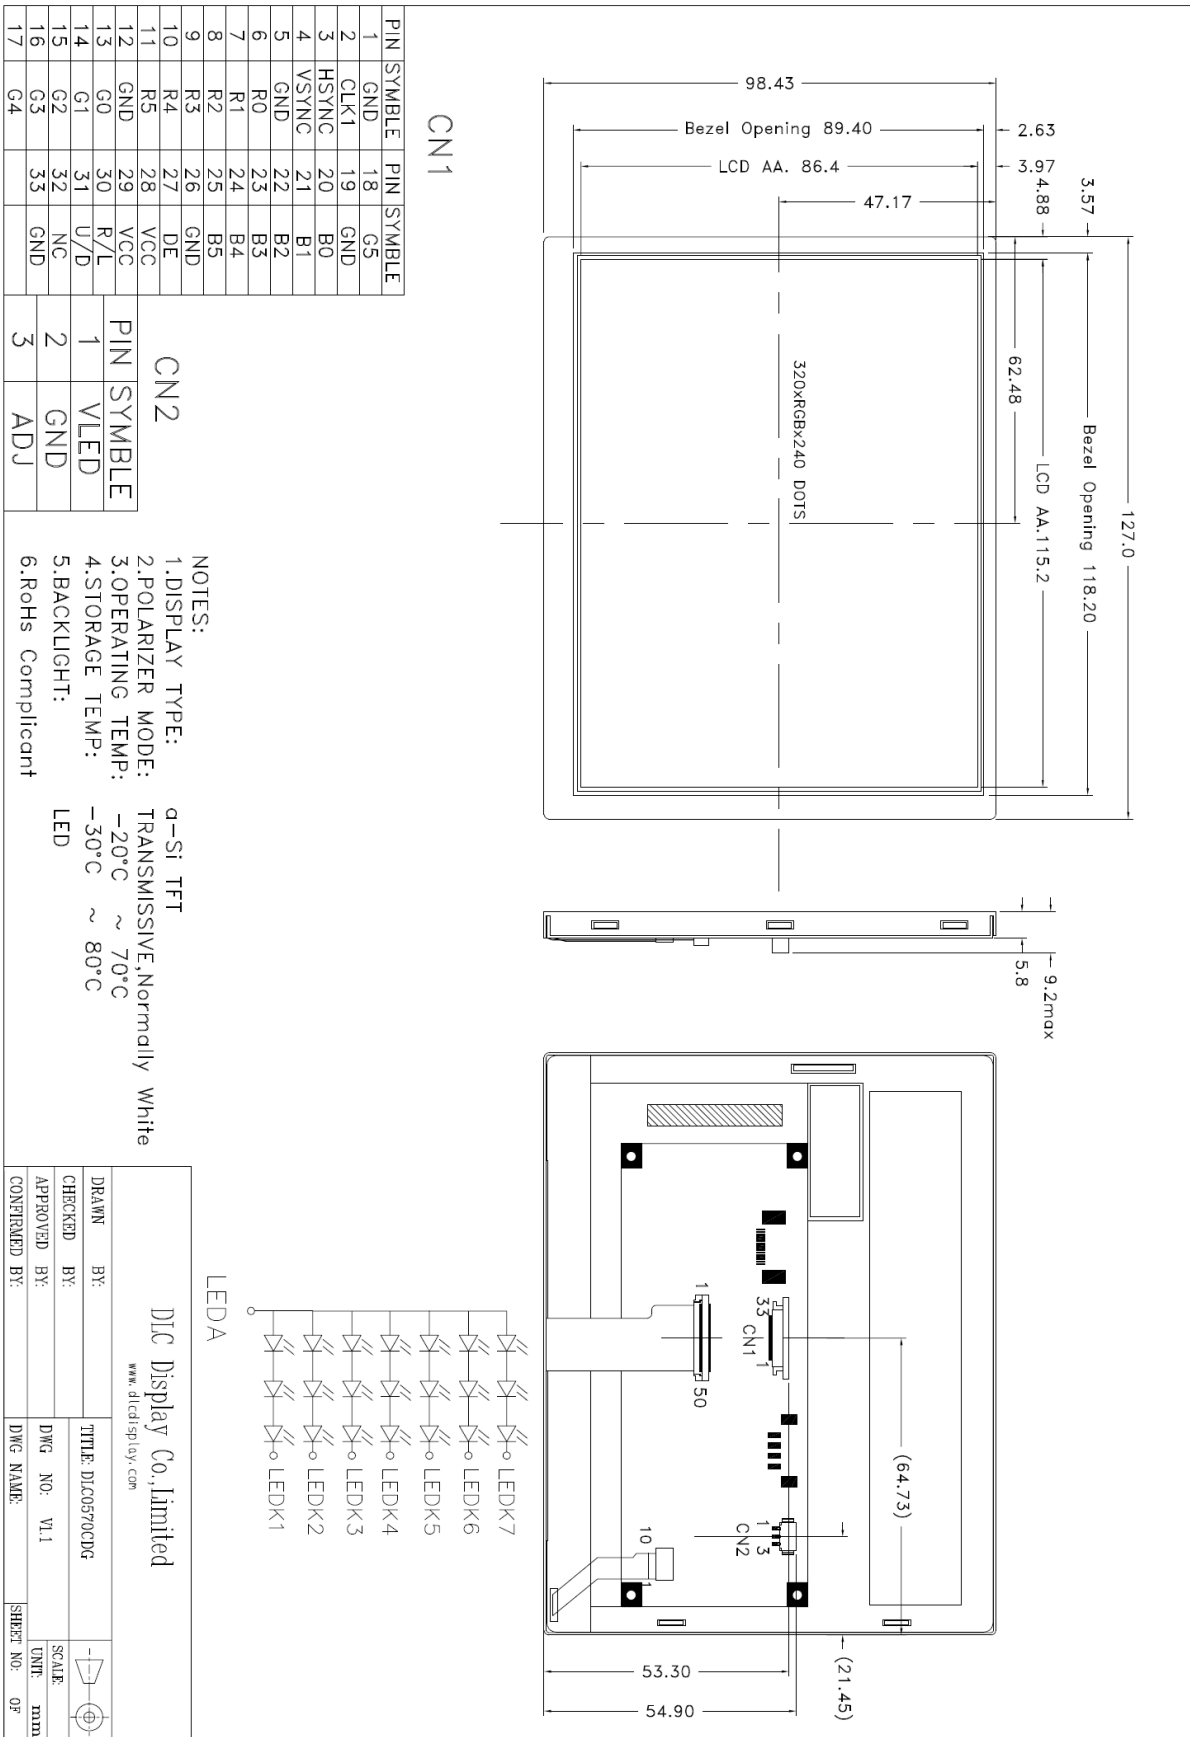 98.43
Bezel Opening 89.40
2.63
LCD AA. 86.4
3.97
47.17
4.88
3.57
62.48
LCD AA.115.2
Bezel Opening 118.20
127.0
320xRGBx240 DOTS
5.8
9.2max
1
50
33
CN1
1
(64.73)
1
CN2
3
10
1
(21.45)
53.30
54.90
CN1
PIN SYMBLE PIN SYMBLE
1 GND 18 G5
2 CLK1 19 GND
3 HSYNC 20 B0
4 VSYNC 21 B1
5 GND 22 B2
6 R0 23 B3
7 R1 24 B4
8 R2 25 B5
9 R3 26 GND
10 R4 27 DE
11 R5 28 VCC
12 GND 29 VCC
13 G0 30 R/L
14 G1 31 U/D
15 G2 32 NC
16 G3 33 GND
17 G4
CN2
PIN SYMBLE
1 VLED
2 GND
3 ADJ
NOTES:
1.DISPLAY TYPE: a-Si TFT
2.POLARIZER MODE: TRANSMISSIVE,Normally White
3.OPERATING TEMP: -20°C ~ 70°C
4.STORAGE TEMP: -30°C ~ 80°C
5.BACKLIGHT: LED
6.RoHs Complicant
LEDA
LEDK7
LEDK6
LEDK5
LEDK4
LEDK3
LEDK2
LEDK1
DLC Display Co.,Limited
www.dlcdisplay.com
DRAWN BY:
CHECKED BY:
APPROVED BY:
CONFIRMED BY:
TITLE: DLC0570CDG
DWG NO: V1.1
DWG NAME:
SCALE:
UNIT: mm
SHEET NO: OF